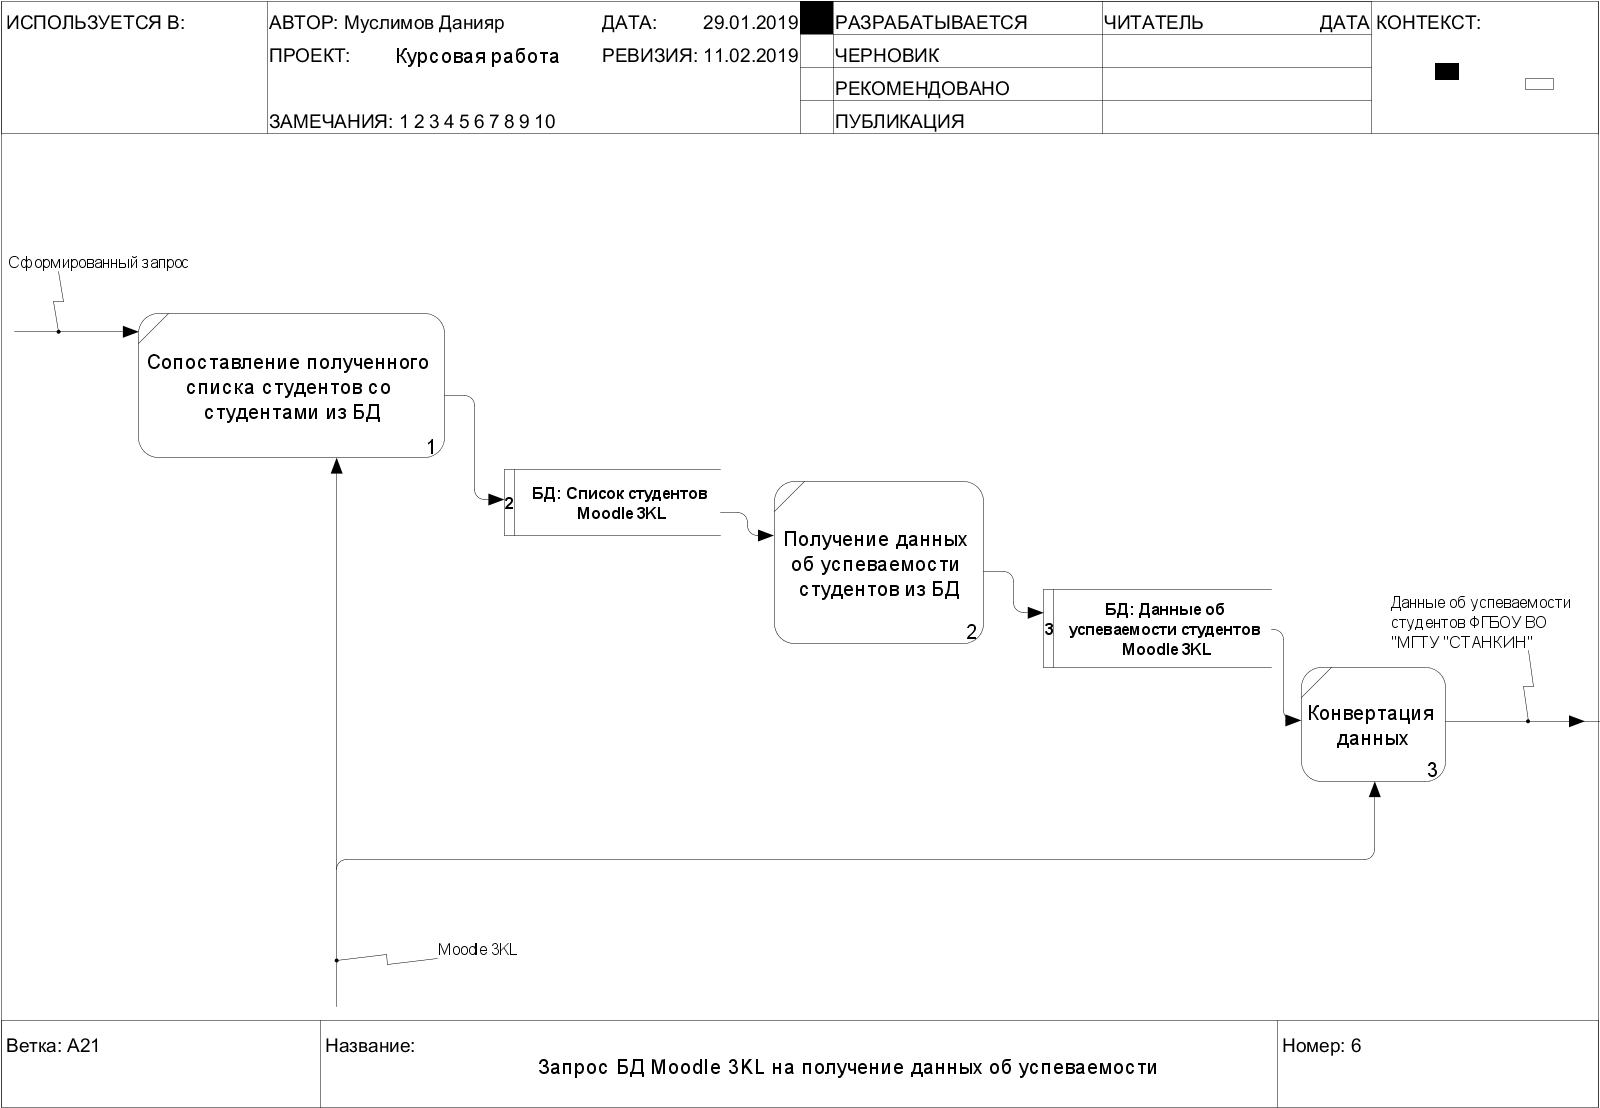 ИСПОЛЬЗУЕТСЯ В:
АВТОР: Муслимов Данияр
ДАТА: 29.01.2019
ПРОЕКТ: Курсовая работа
РЕВИЗИЯ: 11.02.2019
ЗАМЕЧАНИЯ: 1 2 3 4 5 6 7 8 9 10
РАЗРАБАТЫВАЕТСЯ
ЧЕРНОВИК
РЕКОМЕНДОВАНО
ПУБЛИКАЦИЯ
ЧИТАТЕЛЬ
ДАТА
КОНТЕКСТ:
Сформированный запрос
Сопоставление полученного
списка студентов со
студентами из БД
1
2
БД: Список студентов
Moodle 3KL
Получение данных
об успеваемости
студентов из БД
2
3
БД: Данные об
успеваемости студентов
Moodle 3KL
Данные об успеваемости
студентов ФГБОУ ВО
"МГТУ "СТАНКИН"
Конвертация
данных
3
Moodle 3KL
Ветка: A21
Название:
Запрос БД Moodle 3KL на получение данных об успеваемости
Номер: 6